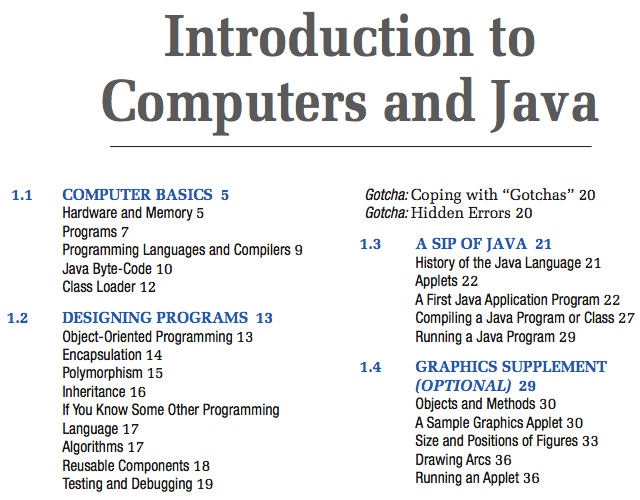 Introduction to
Computers and Java
1.1 COMPUTER BASICS 5
Hardware and Memory 5
Programs 7
Programming Languages and Compilers 9
Java Byte-Code 10
Class Loader 12
1.2 DESIGNING PROGRAMS 13
Object-Oriented Programming 13
Encapsulation 14
Polymorphism 15
Inheritance 16
If You Know Some Other Programming
Language 17
Algorithms 17
Reusable Components 18
Testing and Debugging 19
Gotcha: Coping with “Gotchas” 20
Gotcha: Hidden Errors 20
1.3 A SIP OF JAVA 21
History of the Java Language 21
Applets 22
A First Java Application Program 22
Compiling a Java Program or Class 27
Running a Java Program 29
1.4 GRAPHICS SUPPLEMENT
(OPTIONAL) 29
Objects and Methods 30
A Sample Graphics Applet 30
Size and Positions of Figures 33
Drawing Arcs 36
Running an Applet 36